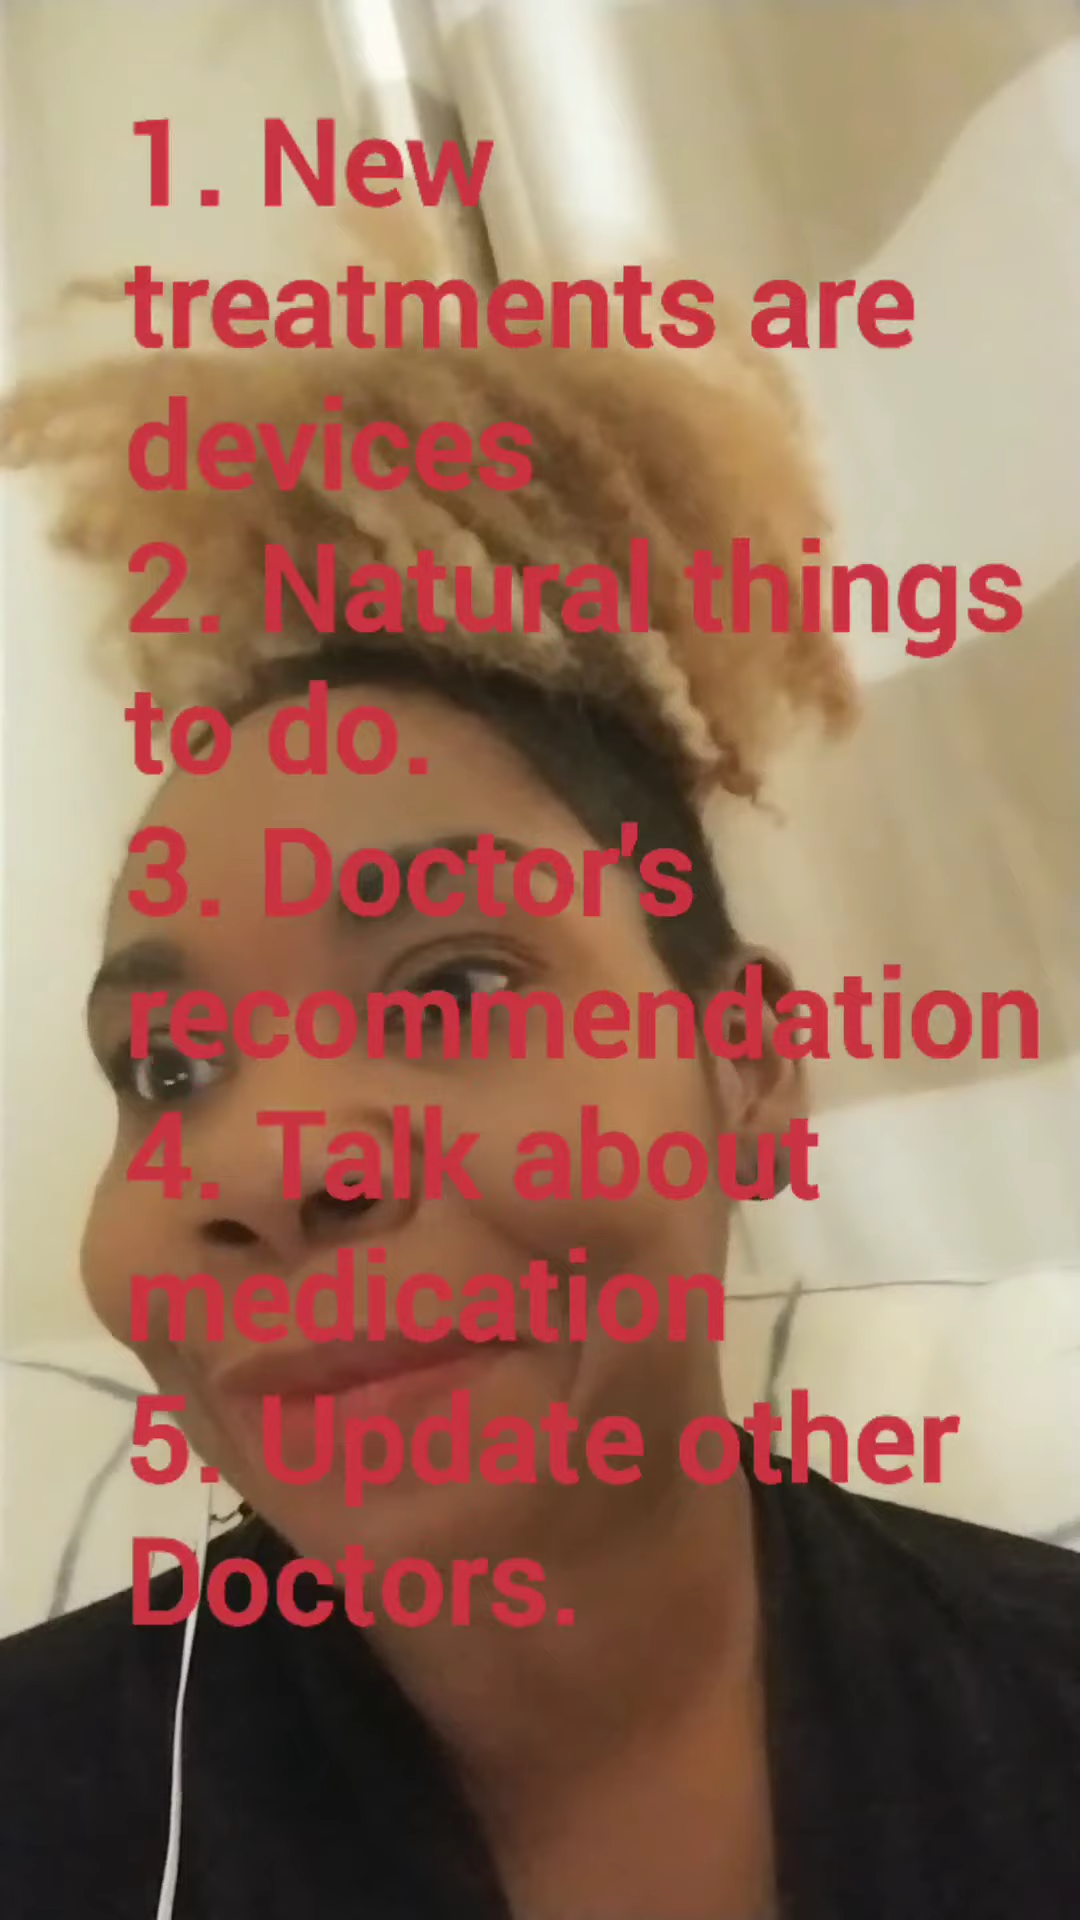 1. New
treatments are
devices
2. Natural things
to do.
3. Doctor's
recommendation
4. Talk about
medication
5. Update other
Doctors.